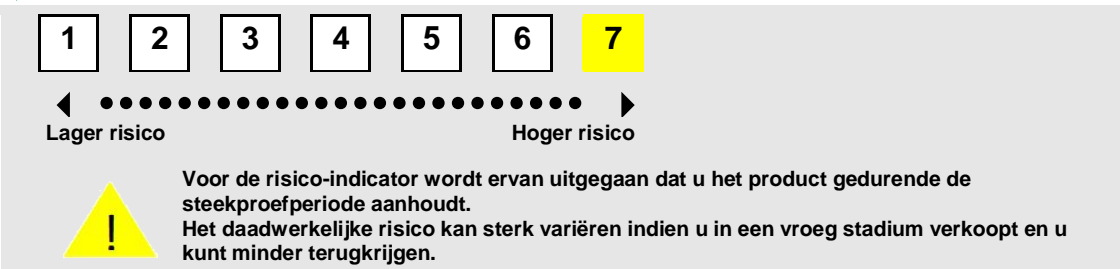 1 2 3 4 5 6 7
Lager risico Hoger risico
!
Voor de risico-indicator wordt ervan uitgegaan dat u het product gedurende de
steekproefperiode aanhoudt.
Het daadwerkelijke risico kan sterk variëren indien u in een vroeg stadium verkoopt en u
kunt minder terugkrijgen.